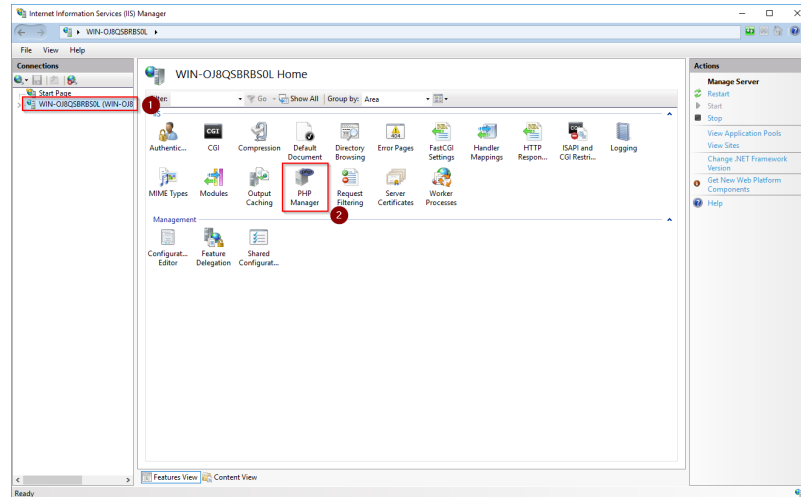 Internet Information Services (IIS) Manager
WIN-OJ8QSBRBS0L
File View Help
Connections
Start Page
WIN-OJ8QSBRBS0L (WIN-OJ8
1
WIN-OJ8QSBRBS0L Home
Go Show All Group by: Area
IIS
Authentic... CGI Compression Default Document Directory Browsing Error Pages FastCGI Settings Handler Mappings HTTP Respon... ISAPI and CGI Restri... Logging
MIME Types Modules Output Caching PHP Manager Request Filtering Server Certificates Worker Processes
2
Management
Configurat... Editor Feature Delegation Shared Configurat...
Features View Content View
Actions
Manage Server
Restart
Start
Stop
View Application Pools
View Sites
Change .NET Framework
Version
Get New Web Platform
Components
Help
Ready